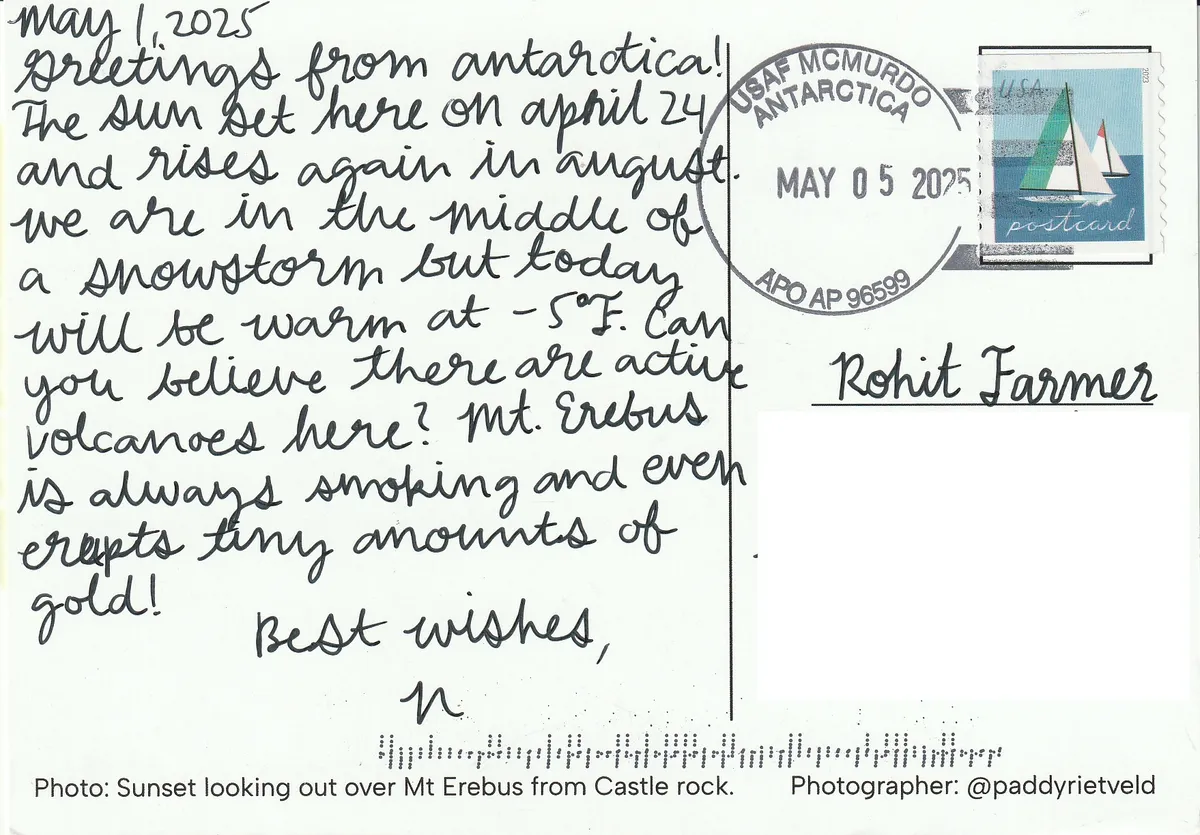 may 1, 2025
Greetings from antarctica!
The sun set here on april 24
and rises again in august.
we are in the middle of
a snowstorm but today
will be warm at -5°F. Can
you believe there are active
volcanoes here? Mt. Erebus
is always smoking and even
erupts tiny amounts of
gold!
Best wishes,
n
USAF MCMURDO
ANTARCTICA
MAY 05 2025
APO AP 96599
USA
2023
postcard
Rohit Farmer
Photo: Sunset looking out over Mt Erebus from Castle rock.
Photographer: @paddyrietveld